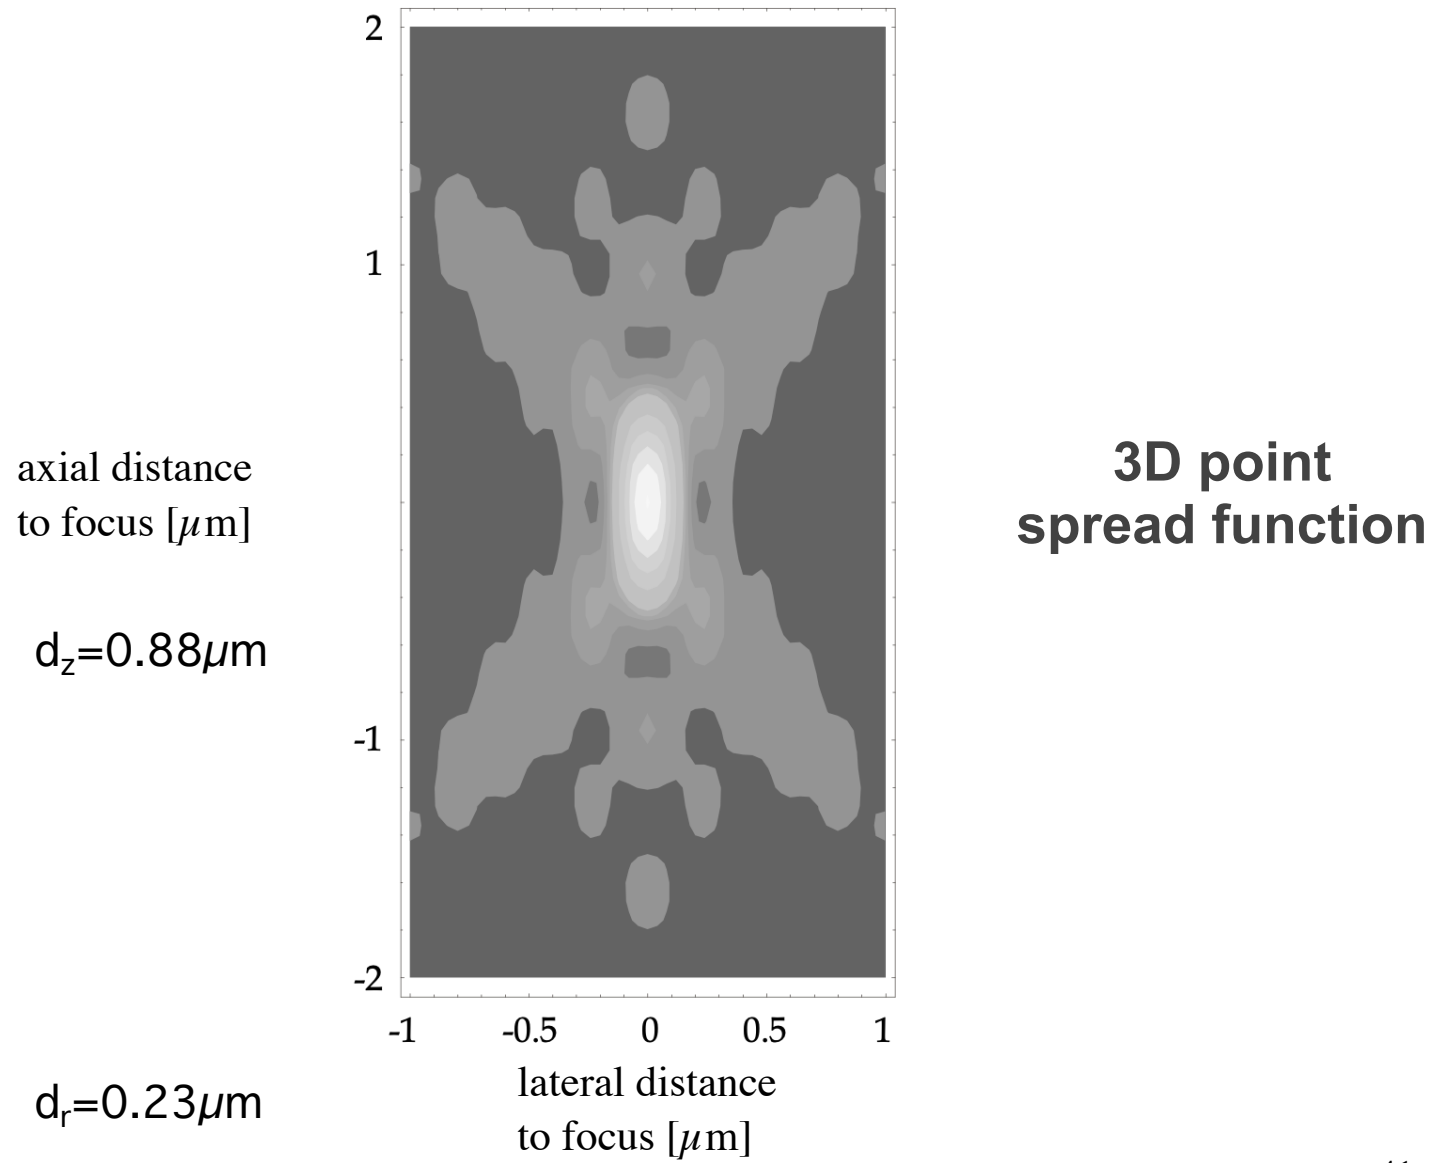 2
1
-1
-2
axial distance
to focus [µm]
d_z=0.88µm
3D point
spread function
-1 -0.5 0 0.5 1
lateral distance
to focus [µm]
d_r=0.23µm